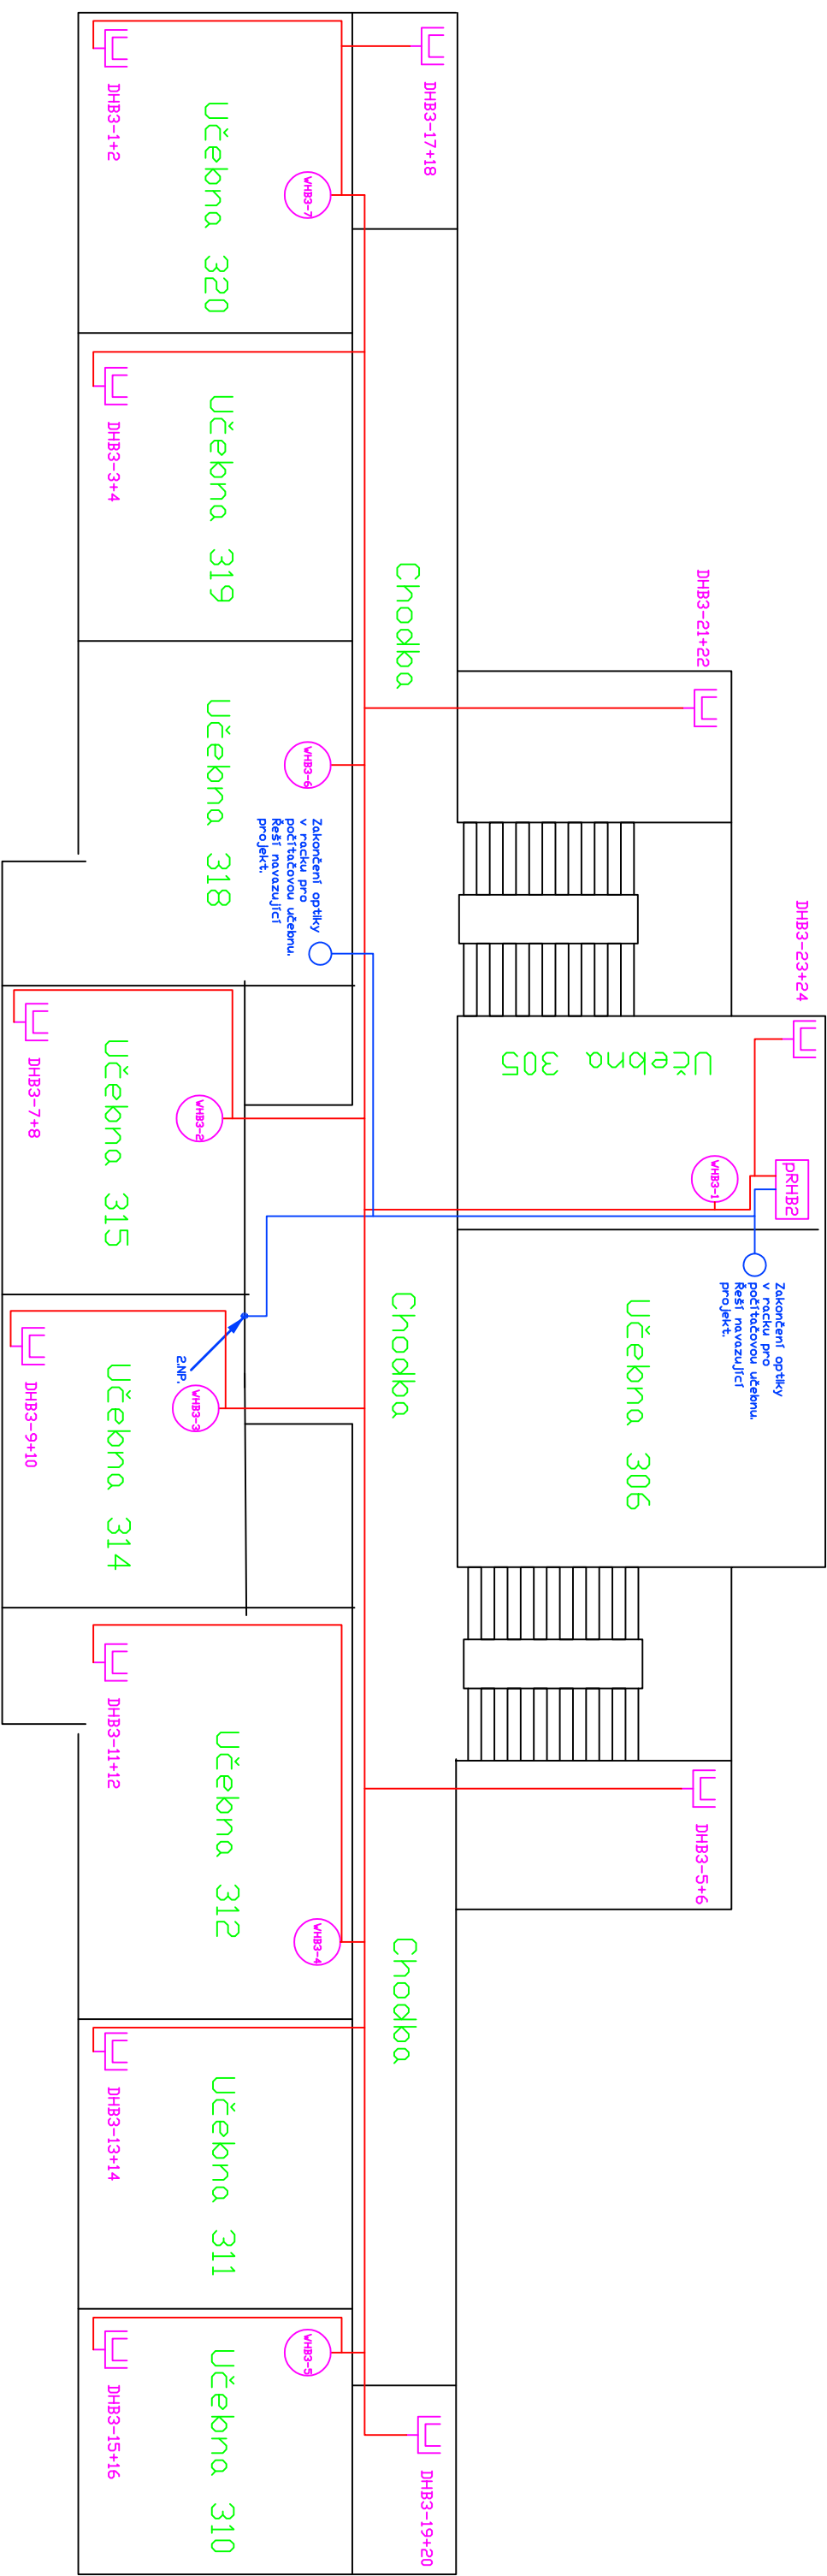 DHB3-17+18
DHB3-1+2
Učebna 320
WHB3-7
DHB3-3+4
Učebna 319
Chodba
DHB3-21+22
Učebna 318
WHB3-6
Zakončení optiky
v racku pro
počítačovou učebnu.
Řeší navazující
projekt.
DHB3-23+24
Učebna 305
DHB3-7+8
Učebna 315
WHB3-2
WHB3-1
pRHB2
Zakončení optiky
v racku pro
počítačovou učebnu.
Řeší navazující
projekt.
Učebna 306
Chodba
2.NP.
WHB3-3
DHB3-9+10
Učebna 314
DHB3-11+12
Učebna 312
WHB3-4
DHB3-5+6
Chodba
DHB3-13+14
Učebna 311
WHB3-5
DHB3-15+16
Učebna 310
DHB3-19+20